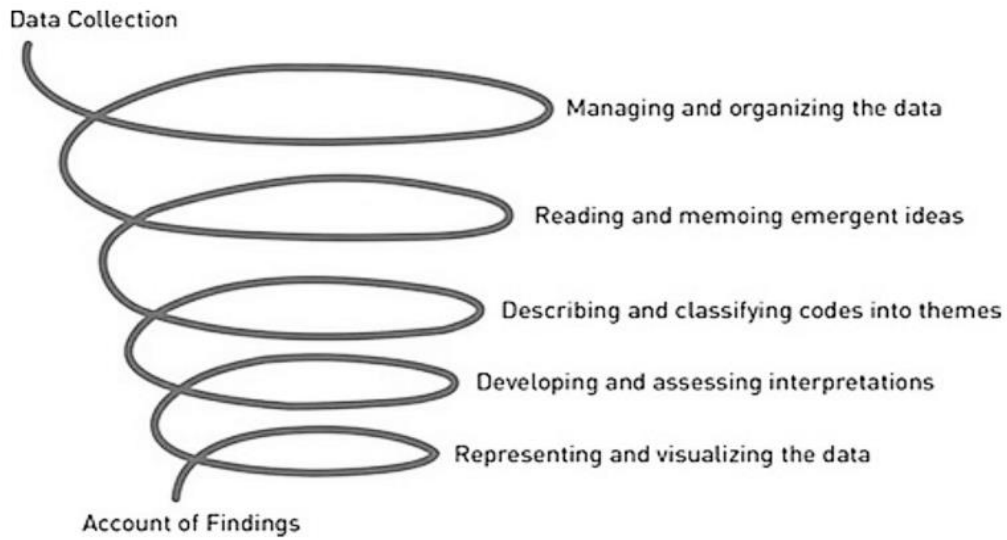 Data Collection
Managing and organizing the data
Reading and memoing emergent ideas
Describing and classifying codes into themes
Developing and assessing interpretations
Representing and visualizing the data
Account of Findings